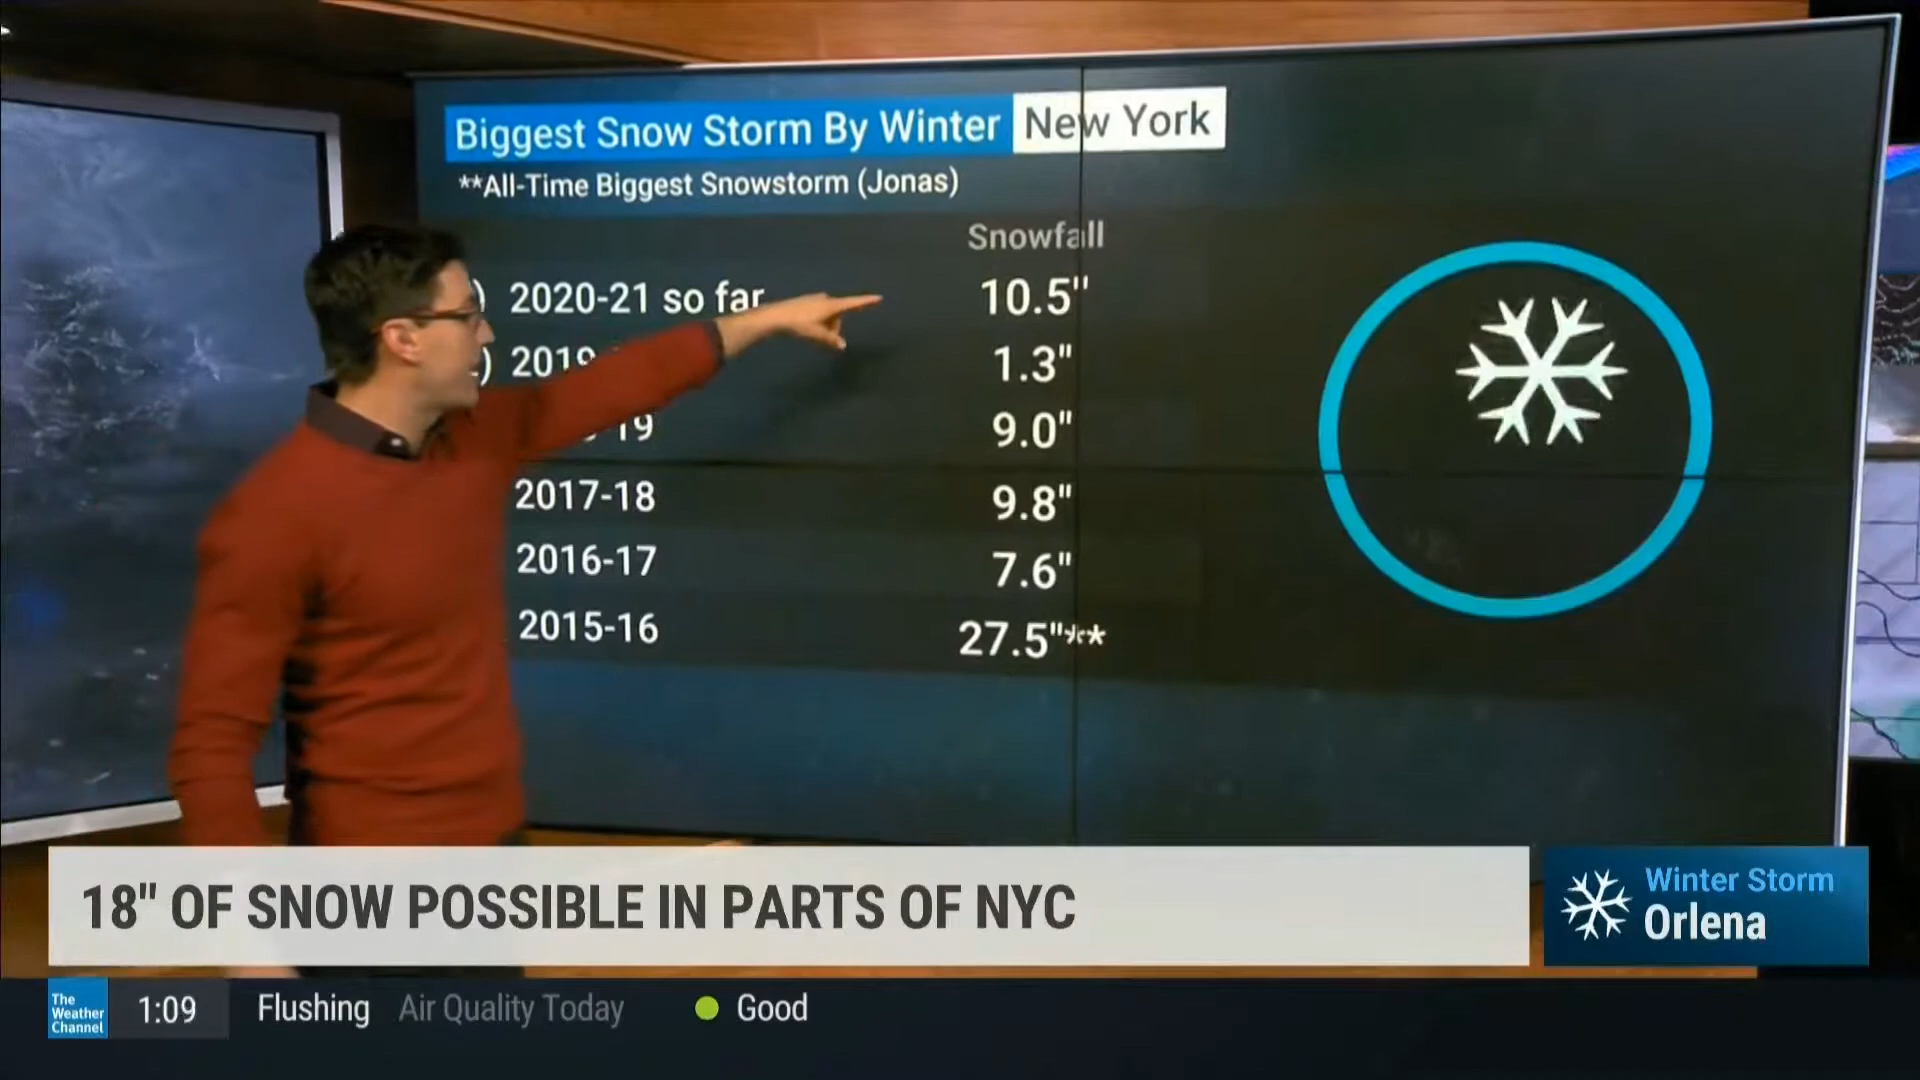 Biggest Snow Storm By Winter New York
**All-Time Biggest Snowstorm (Jonas)
Snowfall
) 2020-21 so far 10.5"
) 2019 1.3"
19 9.0"
2017-18 9.8"
2016-17 7.6"
2015-16 27.5"**
18" OF SNOW POSSIBLE IN PARTS OF NYC
Winter Storm
Orlena
The
Weather
Channel
1:09 Flushing Air Quality Today Good